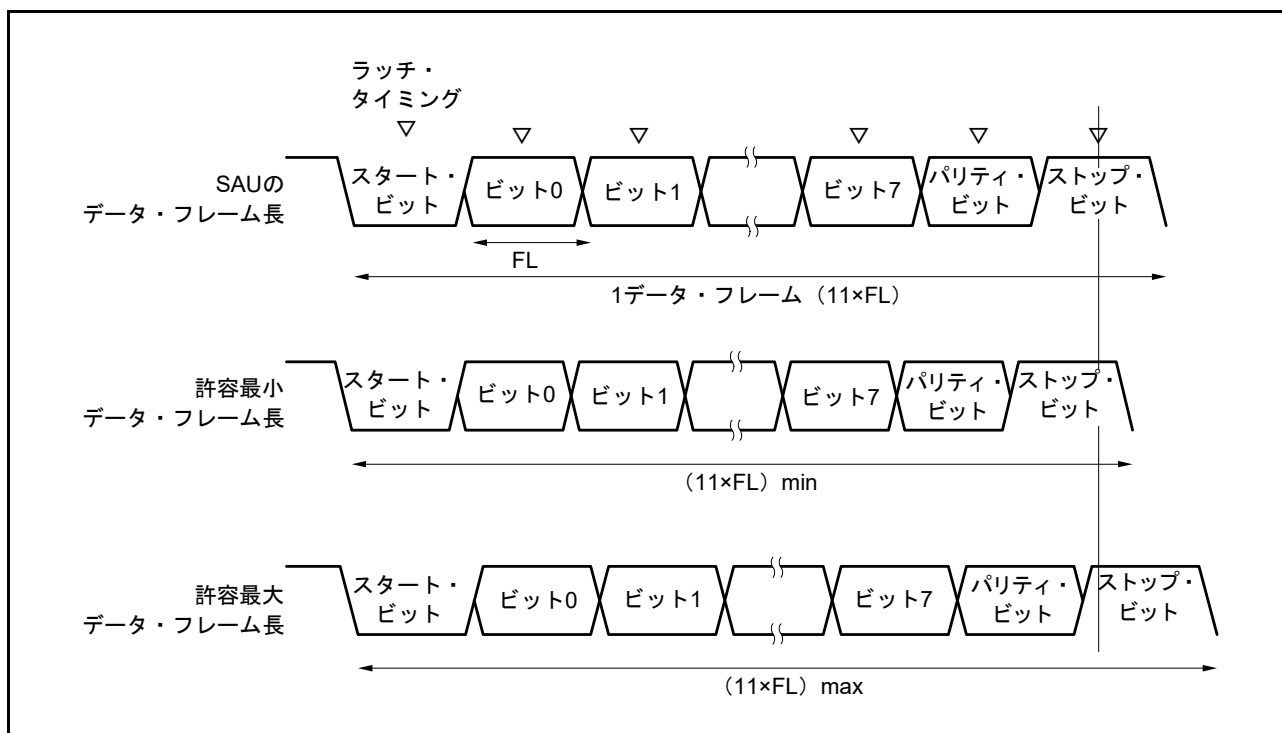 ラッチ・
タイミング
▽ ▽ ▽ ▽ ▽ ▽
SAUの
データ・フレーム長
スタート・
ビット
ビット0
ビット1
ビット7
パリティ・
ビット
ストップ・
ビット
FL
1データ・フレーム（11×FL）
許容最小
データ・フレーム長
スタート・
ビット
ビット0
ビット1
ビット7
パリティ・
ビット
ストップ・
ビット
（11×FL）min
許容最大
データ・フレーム長
スタート・
ビット
ビット0
ビット1
ビット7
パリティ・
ビット
ストップ・
ビット
（11×FL）max